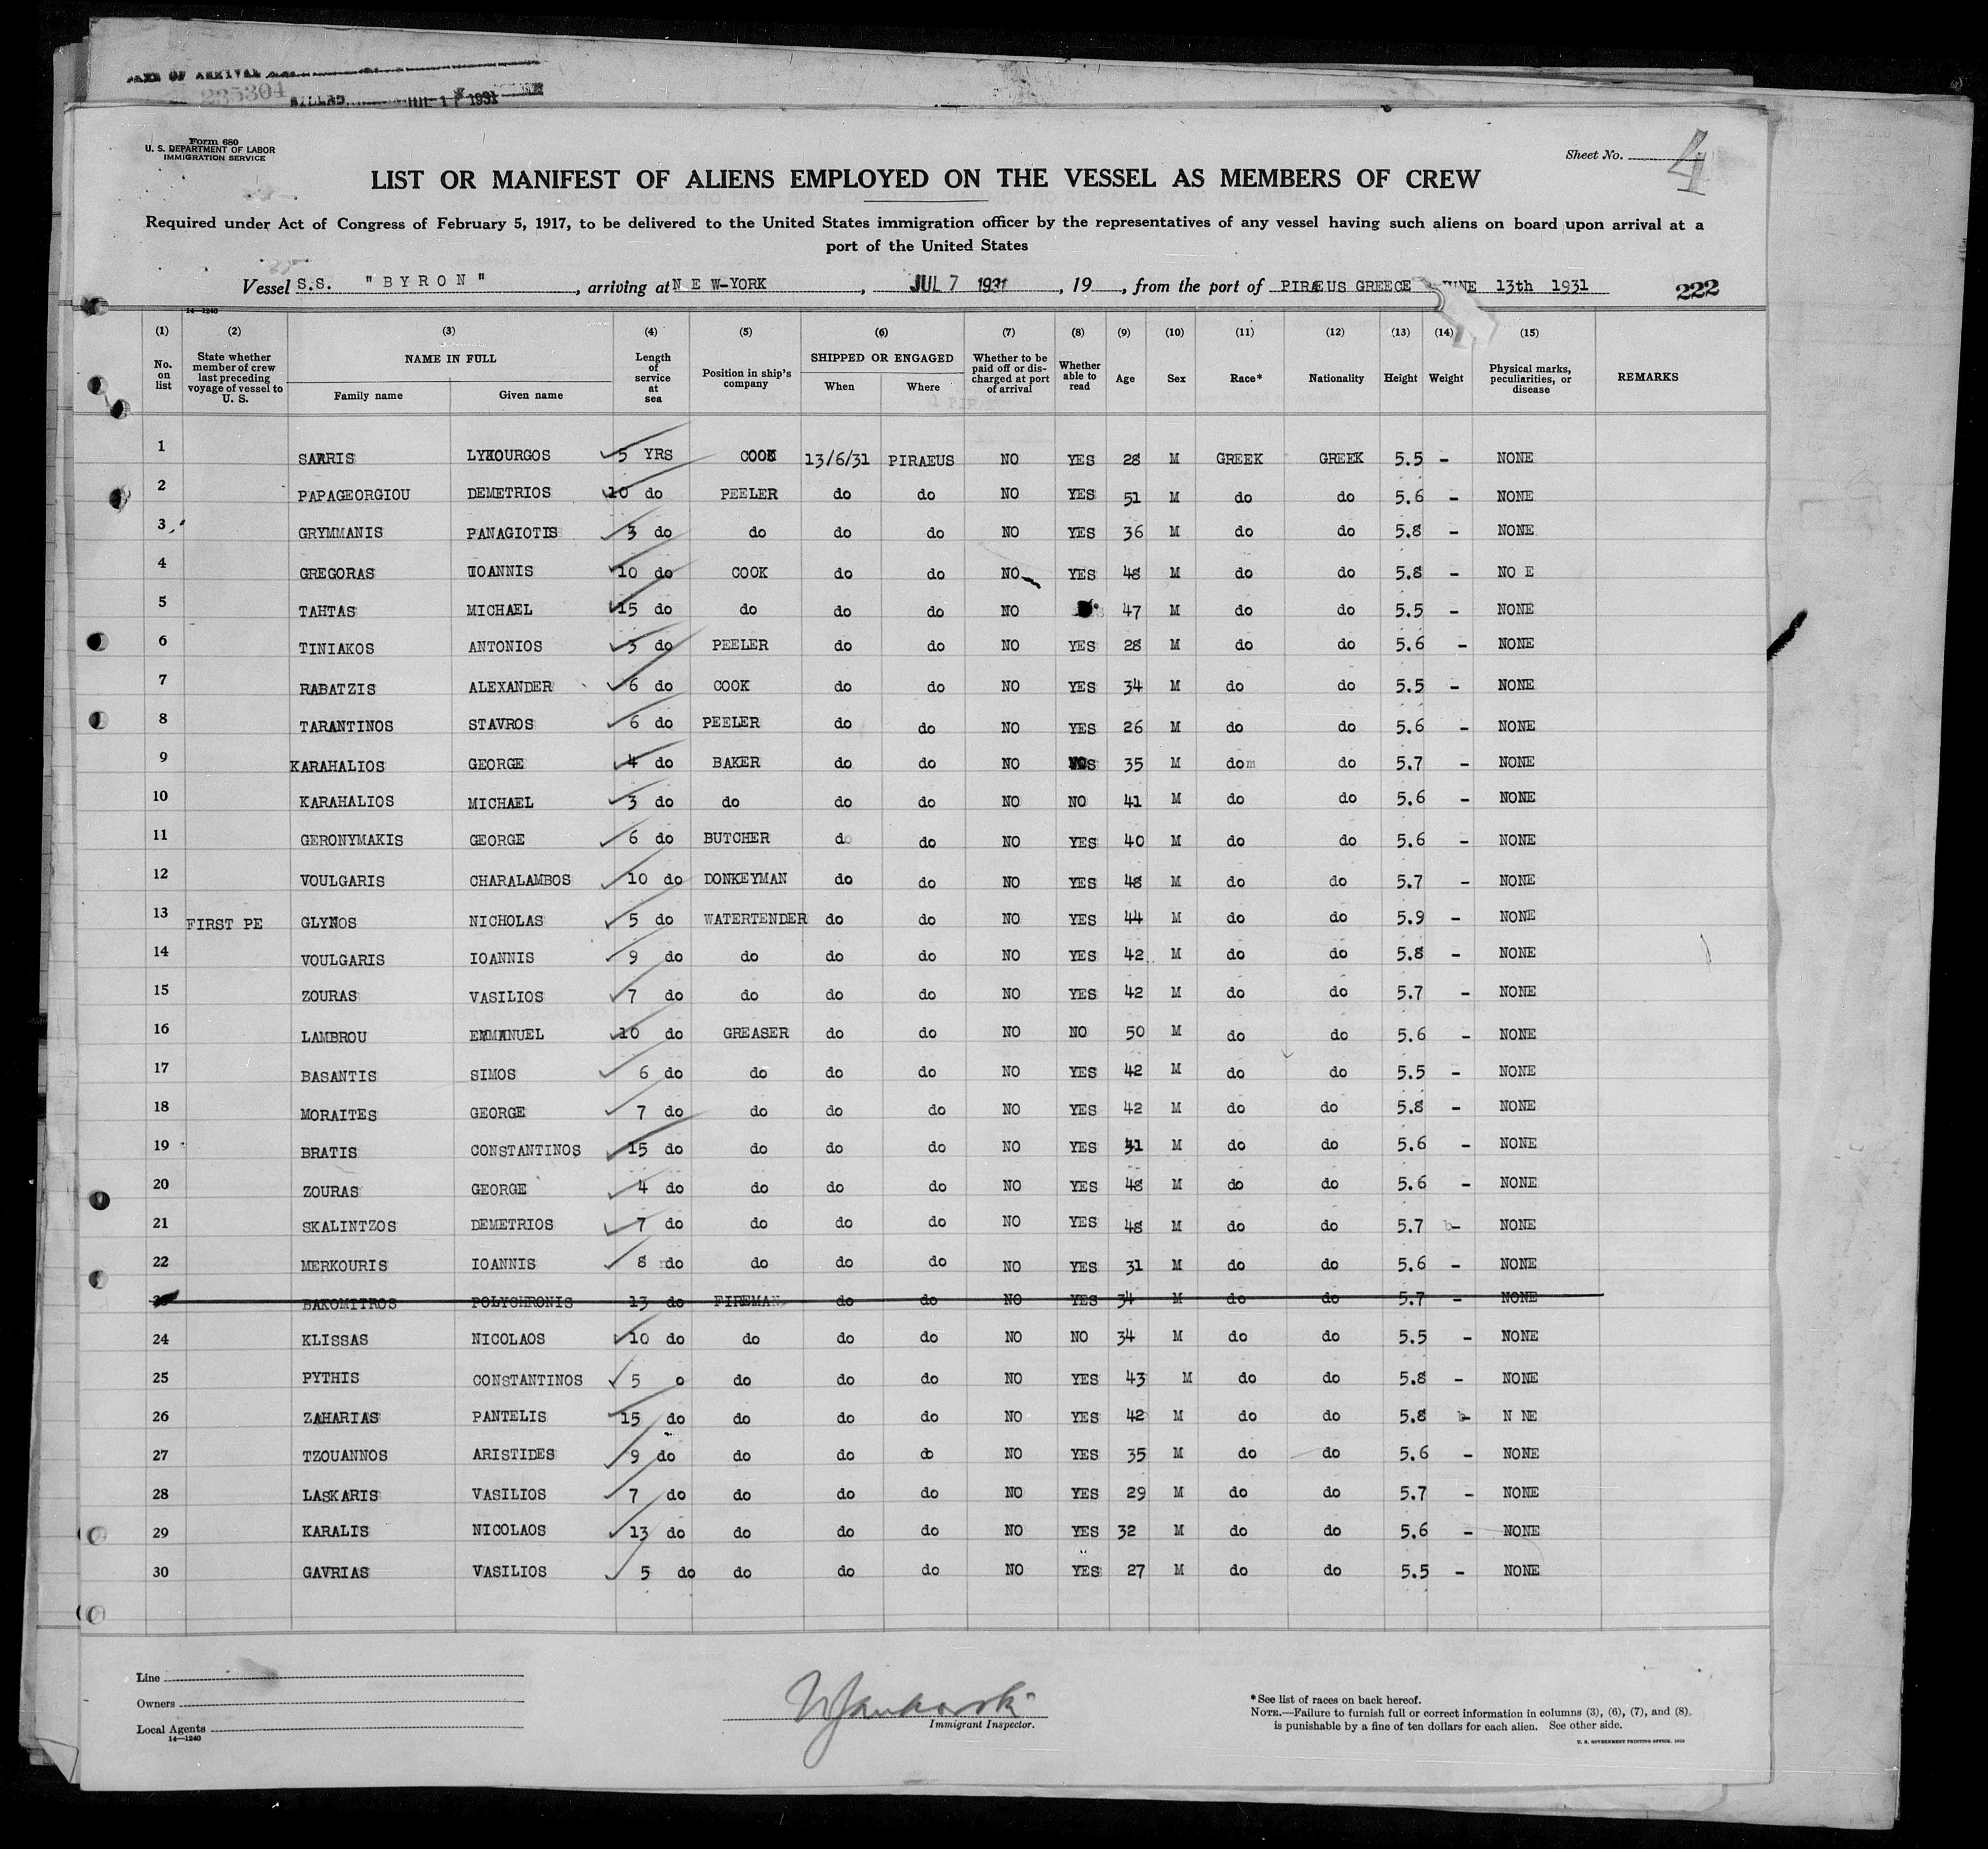 235304 1931
Form 680
U. S. DEPARTMENT OF LABOR
IMMIGRATION SERVICE
Sheet No. 4
LIST OR MANIFEST OF ALIENS EMPLOYED ON THE VESSEL AS MEMBERS OF CREW
Required under Act of Congress of February 5, 1917, to be delivered to the United States immigration officer by the representatives of any vessel having such aliens on board upon arrival at a
port of the United States
Vessel S.S. "BYRON", arriving at NEW-YORK, JUL 7 1931, 19 , from the port of PIRÆUS GREECE JUNE 13th 1931 222
14-1240
(1) (2) (3) (4) (5) (6) (7) (8) (9) (10) (11) (12) (13) (14) (15)
No. on list State whether member of crew last preceding voyage of vessel to U. S. NAME IN FULL Length of service at sea Position in ship's company SHIPPED OR ENGAGED Whether to be paid off or discharged at port of arrival Whether able to read Age Sex Race* Nationality Height Weight Physical marks, peculiarities, or disease REMARKS
Family name Given name When Where
1 SARRIS LYKOURGOS 5 YRS COOK 13/6/31 PIRAEUS NO YES 28 M GREEK GREEK 5.5 - NONE
2 PAPAGEORGIOU DEMETRIOS 10 do PEELER do do NO YES 51 M do do 5.6 - NONE
3 GRYMMANIS PANAGIOTIS 3 do do do do NO YES 36 M do do 5.8 - NONE
4 GREGORAS IOANNIS 10 do COOK do do NO YES 48 M do do 5.8 - NO E
5 TAHTAS MICHAEL 15 do do do do NO 47 M do do 5.5 - NONE
6 TINIAKOS ANTONIOS 3 do PEELER do do NO YES 28 M do do 5.6 - NONE
7 RABATZIS ALEXANDER 6 do COOK do do NO YES 34 M do do 5.5 - NONE
8 TARANTINOS STAVROS 6 do PEELER do do NO YES 26 M do do 5.6 - NONE
9 KARAHALIOS GEORGE 4 do BAKER do do NO 35 M do do 5.7 - NONE
10 KARAHALIOS MICHAEL 3 do do do do NO NO 41 M do do 5.6 - NONE
11 GERONYMAKIS GEORGE 6 do BUTCHER do do NO YES 40 M do do 5.6 - NONE
12 VOULGARIS CHARALAMBOS 10 do DONKEYMAN do do NO YES 48 M do do 5.7 - NONE
13 FIRST PE GLYNOS NICHOLAS 5 do WATERTENDER do do NO YES 44 M do do 5.9 - NONE
14 VOULGARIS IOANNIS 9 do do do do NO YES 42 M do do 5.8 - NONE
15 ZOURAS VASILIOS 7 do do do do NO YES 42 M do do 5.7 - NONE
16 LAMBROU EMMANUEL 10 do GREASER do do NO NO 50 M do do 5.6 - NONE
17 BASANTIS SIMOS 6 do do do do NO YES 42 M do do 5.5 - NONE
18 MORAITES GEORGE 7 do do do do NO YES 42 M do do 5.8 - NONE
19 BRATIS CONSTANTINOS 15 do do do do NO YES 31 M do do 5.6 - NONE
20 ZOURAS GEORGE 4 do do do do NO YES 48 M do do 5.6 - NONE
21 SKALINTZOS DEMETRIOS 7 do do do do NO YES 48 M do do 5.7 - NONE
22 MERKOURIS IOANNIS 8 do do do do NO YES 31 M do do 5.6 - NONE
BAKOMITROS POLYCHRONIS 13 do FIREMAN do do NO YES 34 M do do 5.7 - NONE
24 KLISSAS NICOLAOS 10 do do do do NO NO 34 M do do 5.5 - NONE
25 PYTHIS CONSTANTINOS 5 o do do do NO YES 43 M do do 5.8 - NONE
26 ZAHARIAS PANTELIS 15 do do do do NO YES 42 M do do 5.8 - N NE
27 TZOUANNOS ARISTIDES 9 do do do do NO YES 35 M do do 5.6 - NONE
28 LASKARIS VASILIOS 7 do do do do NO YES 29 M do do 5.7 - NONE
29 KARALIS NICOLAOS 13 do do do do NO YES 32 M do do 5.6 - NONE
30 GAVRIAS VASILIOS 5 do do do do NO YES 27 M do do 5.5 - NONE
Line
Owners
Local Agents
14-1240
Immigrant Inspector.
*See list of races on back hereof.
NOTE.—Failure to furnish full or correct information in columns (3), (6), (7), and (8).
is punishable by a fine of ten dollars for each alien. See other side.
U. S. GOVERNMENT PRINTING OFFICE